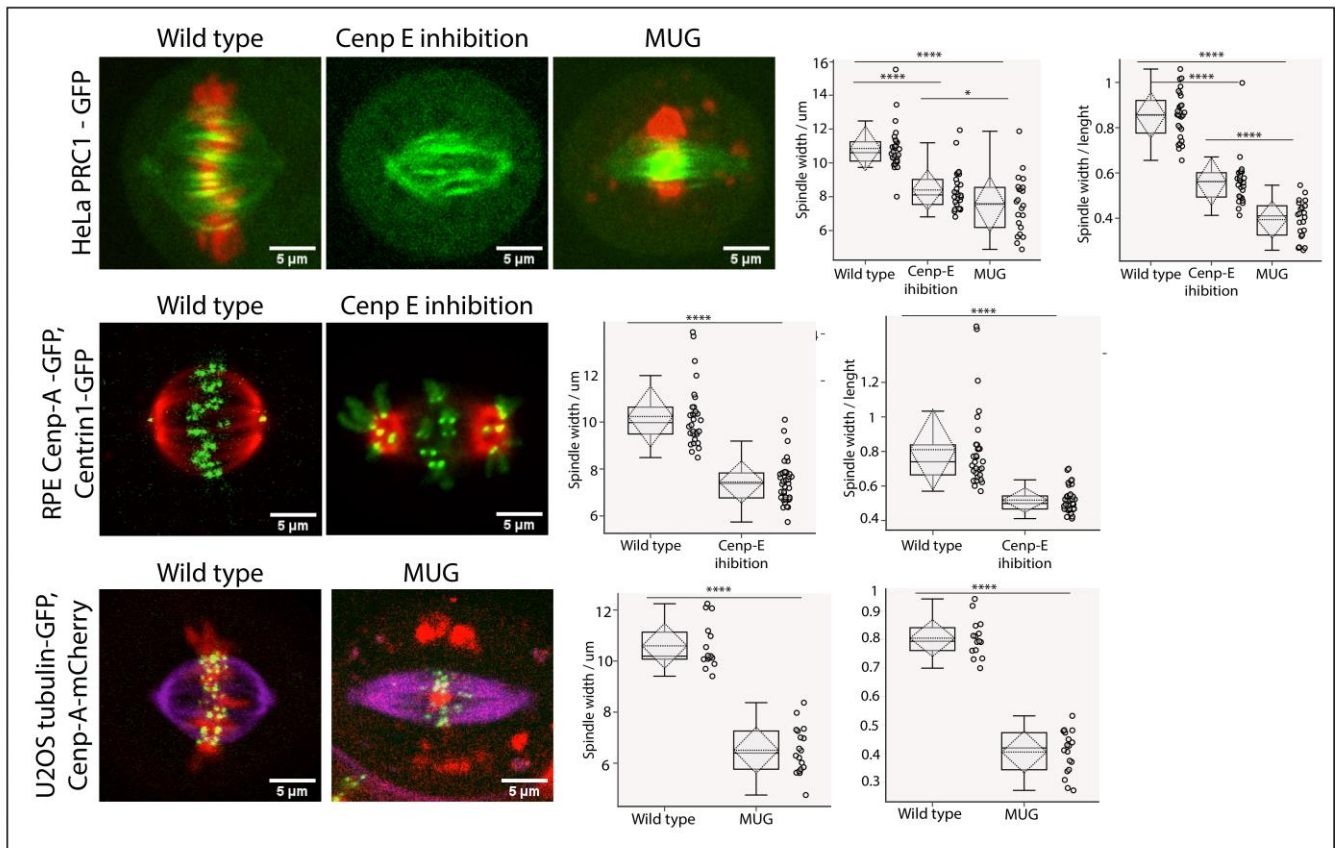 Wild type
Cenp E inhibition
MUG
HeLa PRC1 - GFP
5 µm
5 µm
5 µm
Spindle width / um
16
14
12
10
8
6
****
****
*
Wild type
Cenp-E
ihibition
MUG
Spindle width / lenght
1
0.8
0.6
0.4
****
****
****
Wild type
Cenp-E
ihibition
MUG
Wild type
Cenp E inhibition
RPE Cenp-A -GFP,
Centrin1-GFP
5 µm
5 µm
Spindle width / um
12
10
8
6
****
Wild type
Cenp-E
ihibition
Spindle width / lenght
1.2
1
0.8
0.6
0.4
****
Wild type
Cenp-E
ihibition
Wild type
MUG
U2OS tubulin-GFP,
Cenp-A-mCherry
5 µm
5 µm
Spindle width / um
12
10
8
6
****
Wild type
MUG
Spindle width / lenght
1
0.9
0.8
0.7
0.5
0.4
0.3
****
Wild type
MUG